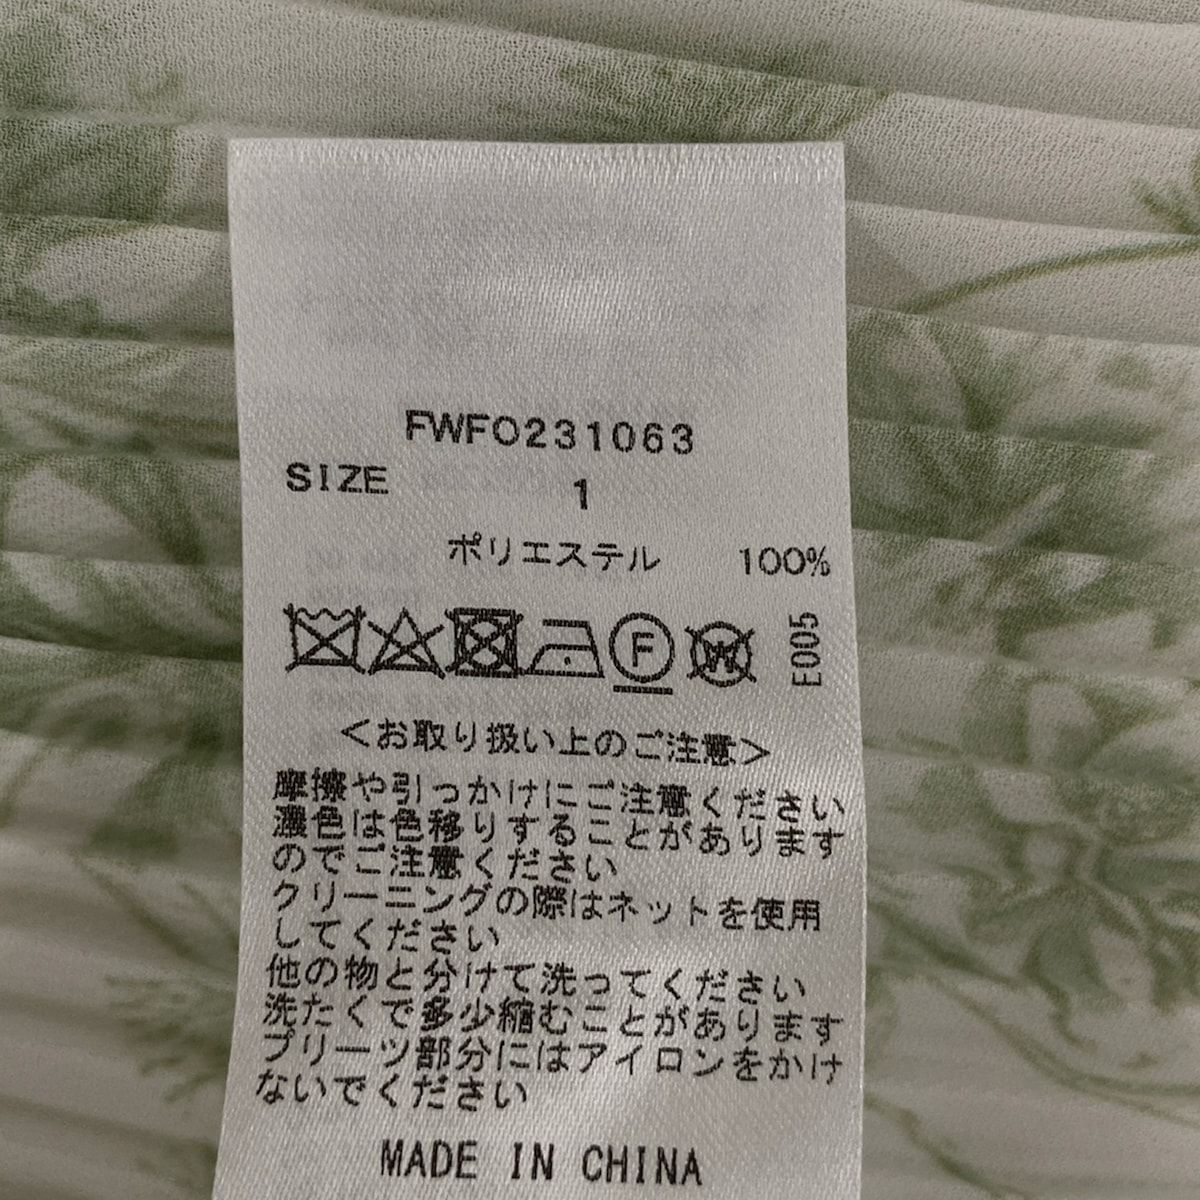 FWFO231063
SIZE 1
ポリエステル 100%
F W E005
<お取り扱い上のご注意>
摩擦や引っかけにご注意ください
濃色は色移りすることがあります
のでご注意ください
クリーニングの際はネットを使用
してください
他の物と分けて洗ってください
洗たくで多少縮むことがあります
プリーツ部分にはアイロンをかけ
ないでください
MADE IN CHINA